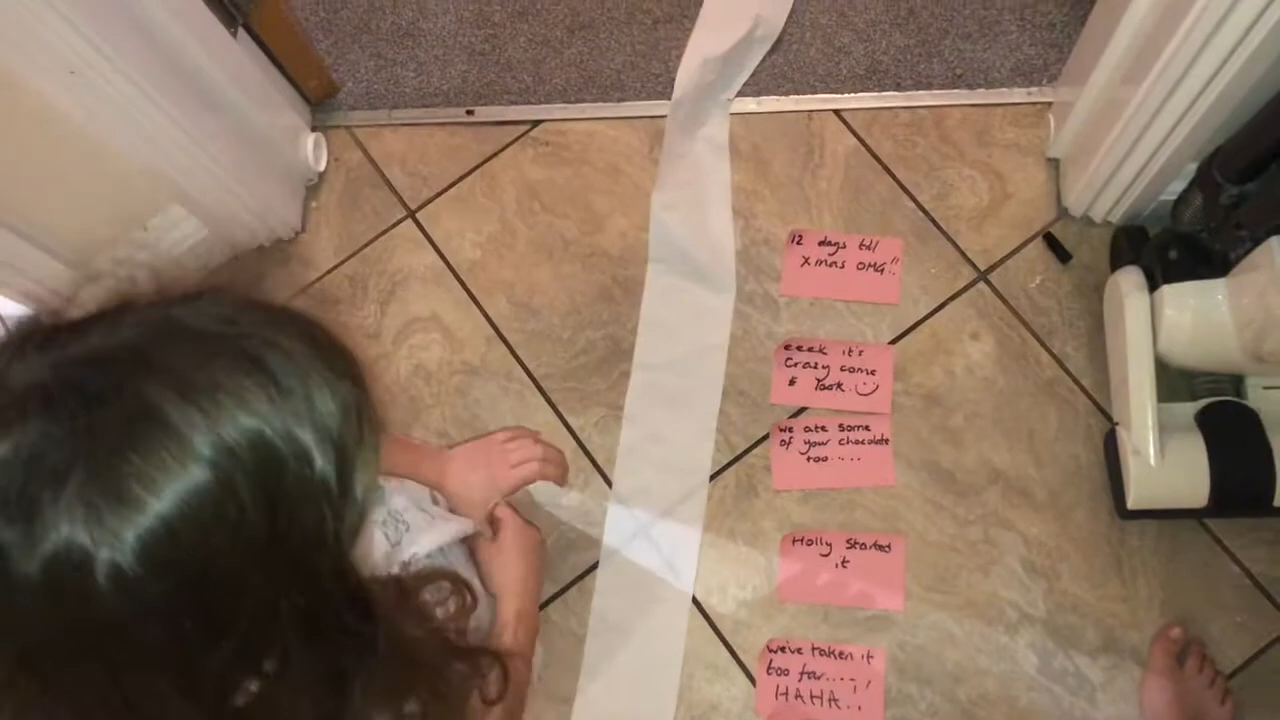 12 days till
Xmas OMG!!
eeek it's
Crazy come
& look.
we ate some
of your chocolate
too.....
Holly Started
it
we've taken it
too far....!!
HAHA..